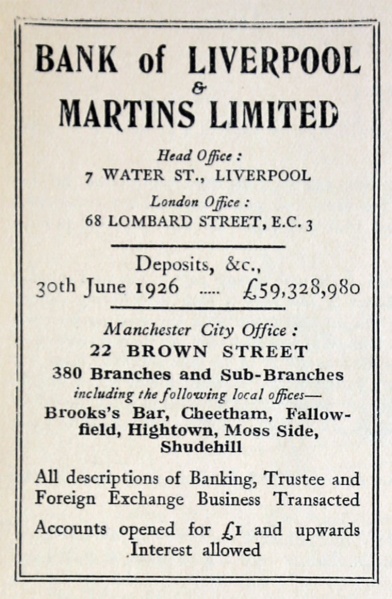 BANK of LIVERPOOL
&
MARTINS LIMITED
Head Office :
7 WATER ST., LIVERPOOL
London Office :
68 LOMBARD STREET, E.C. 3
Deposits, &c.,
30th June 1926 ..... £59,328,980
Manchester City Office :
22 BROWN STREET
380 Branches and Sub-Branches
including the following local offices—
Brooks's Bar, Cheetham, Fallow-
field, Hightown, Moss Side,
Shudehill
All descriptions of Banking, Trustee and
Foreign Exchange Business Transacted
Accounts opened for £1 and upwards
Interest allowed